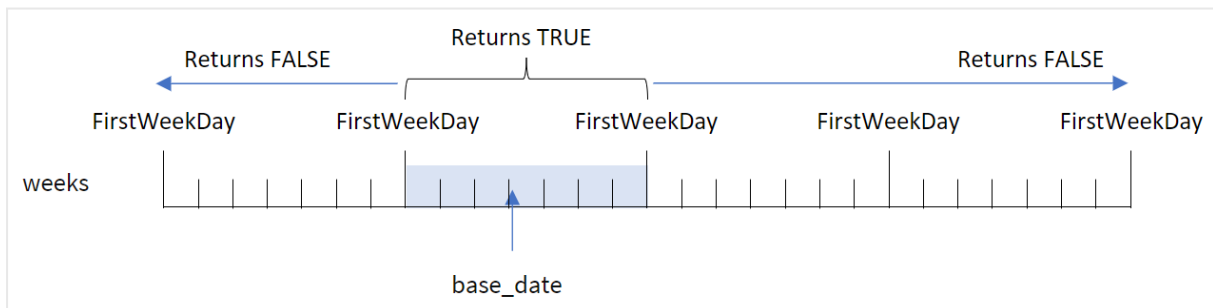 Returns TRUE
Returns FALSE
Returns FALSE
FirstWeekDay
FirstWeekDay
FirstWeekDay
FirstWeekDay
FirstWeekDay
weeks
base_date